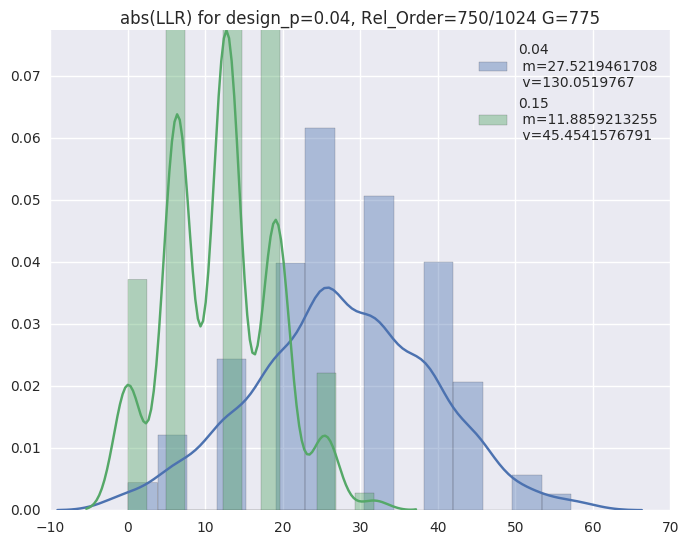 abs(LLR) for design_p=0.04, Rel_Order=750/1024 G=775
0.04
m=27.5219461708
v=130.0519767
0.15
m=11.8859213255
v=45.4541576791
0.07
0.06
0.05
0.04
0.03
0.02
0.01
0.00
−10 0 10 20 30 40 50 60 70